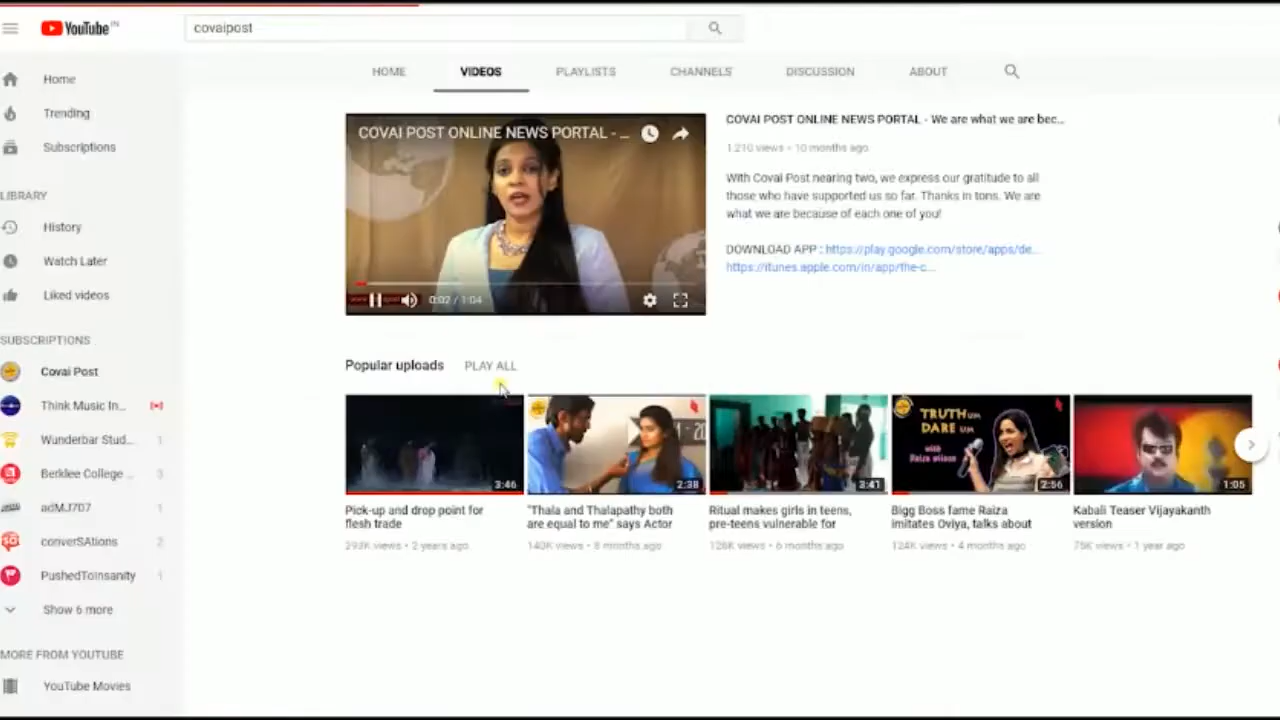 YouTube IN
covaipost
HOME VIDEOS PLAYLISTS CHANNELS DISCUSSION ABOUT
Home
Trending
Subscriptions
LIBRARY
History
Watch Later
Liked videos
SUBSCRIPTIONS
Covai Post
Think Music In...
Wunderbar Stud... 1
Berklee College ... 3
adMJ707 1
converSAtions 2
PushedToInsanity 1
Show 6 more
MORE FROM YOUTUBE
YouTube Movies
COVAI POST ONLINE NEWS PORTAL - ...
0:02 / 1:04
COVAI POST ONLINE NEWS PORTAL - We are what we are bec...
1,210 views • 10 months ago
With Covai Post nearing two, we express our gratitude to all
those who have supported us so far. Thanks in tons. We are
what we are because of each one of you!
DOWNLOAD APP : https://play.google.com/store/apps/de...
https://itunes.apple.com/in/app/the-c...
Popular uploads PLAY ALL
3:46
Pick-up and drop point for
flesh trade
293K views • 2 years ago
2:38
"Thala and Thalapathy both
are equal to me" says Actor
140K views • 8 months ago
3:41
Ritual makes girls in teens,
pre-teens vulnerable for
126K views • 6 months ago
TRUTH um
DARE um
with
Raiza wilson
2:56
Bigg Boss fame Raiza
imitates Oviya, talks about
124K views • 4 months ago
1:05
Kabali Teaser Vijayakanth
version
75K views • 1 year ago